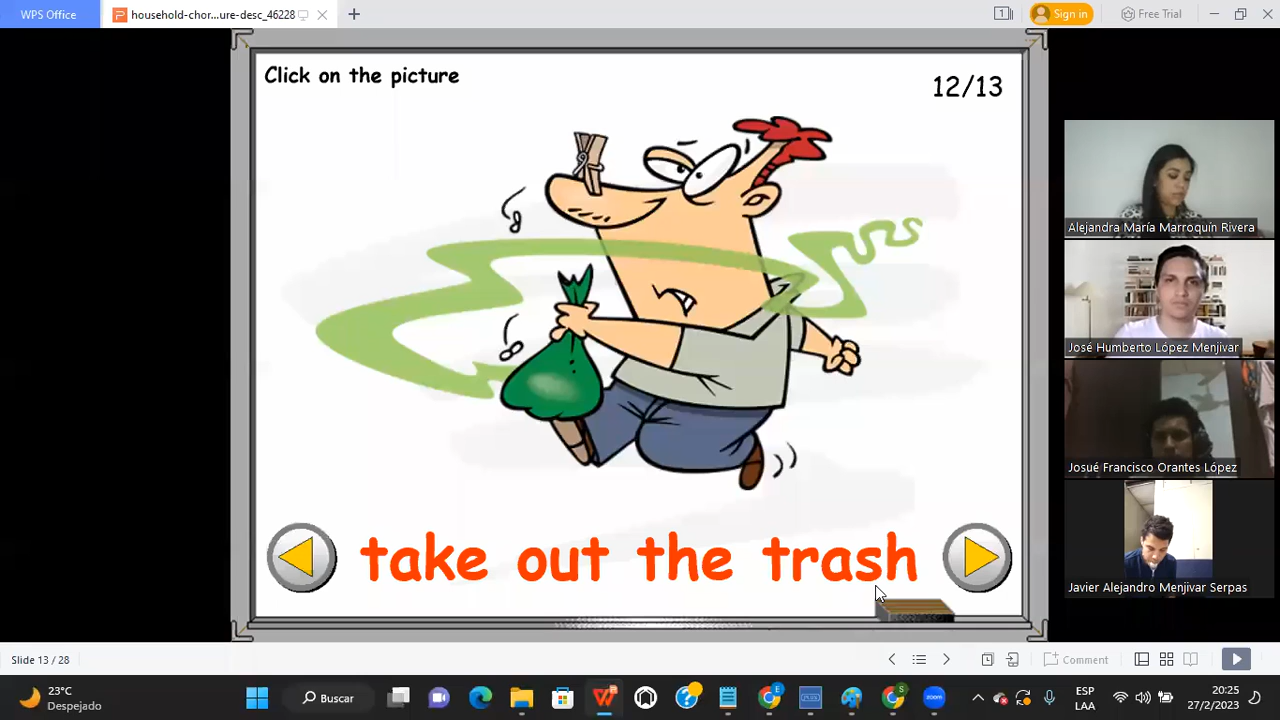 WPS Office
household-chor...ure-desc_46228
Sign in
Free Trial
Click on the picture
12/13
take out the trash
Alejandra María Marroquín Rivera
José Humberto López Menjivar
Josué Francisco Orantes López
Javier Alejandro Menjivar Serpas
Slide 13 / 28
Comment
23°C
Despejado
Buscar
ESP
LAA
20:25
27/2/2023